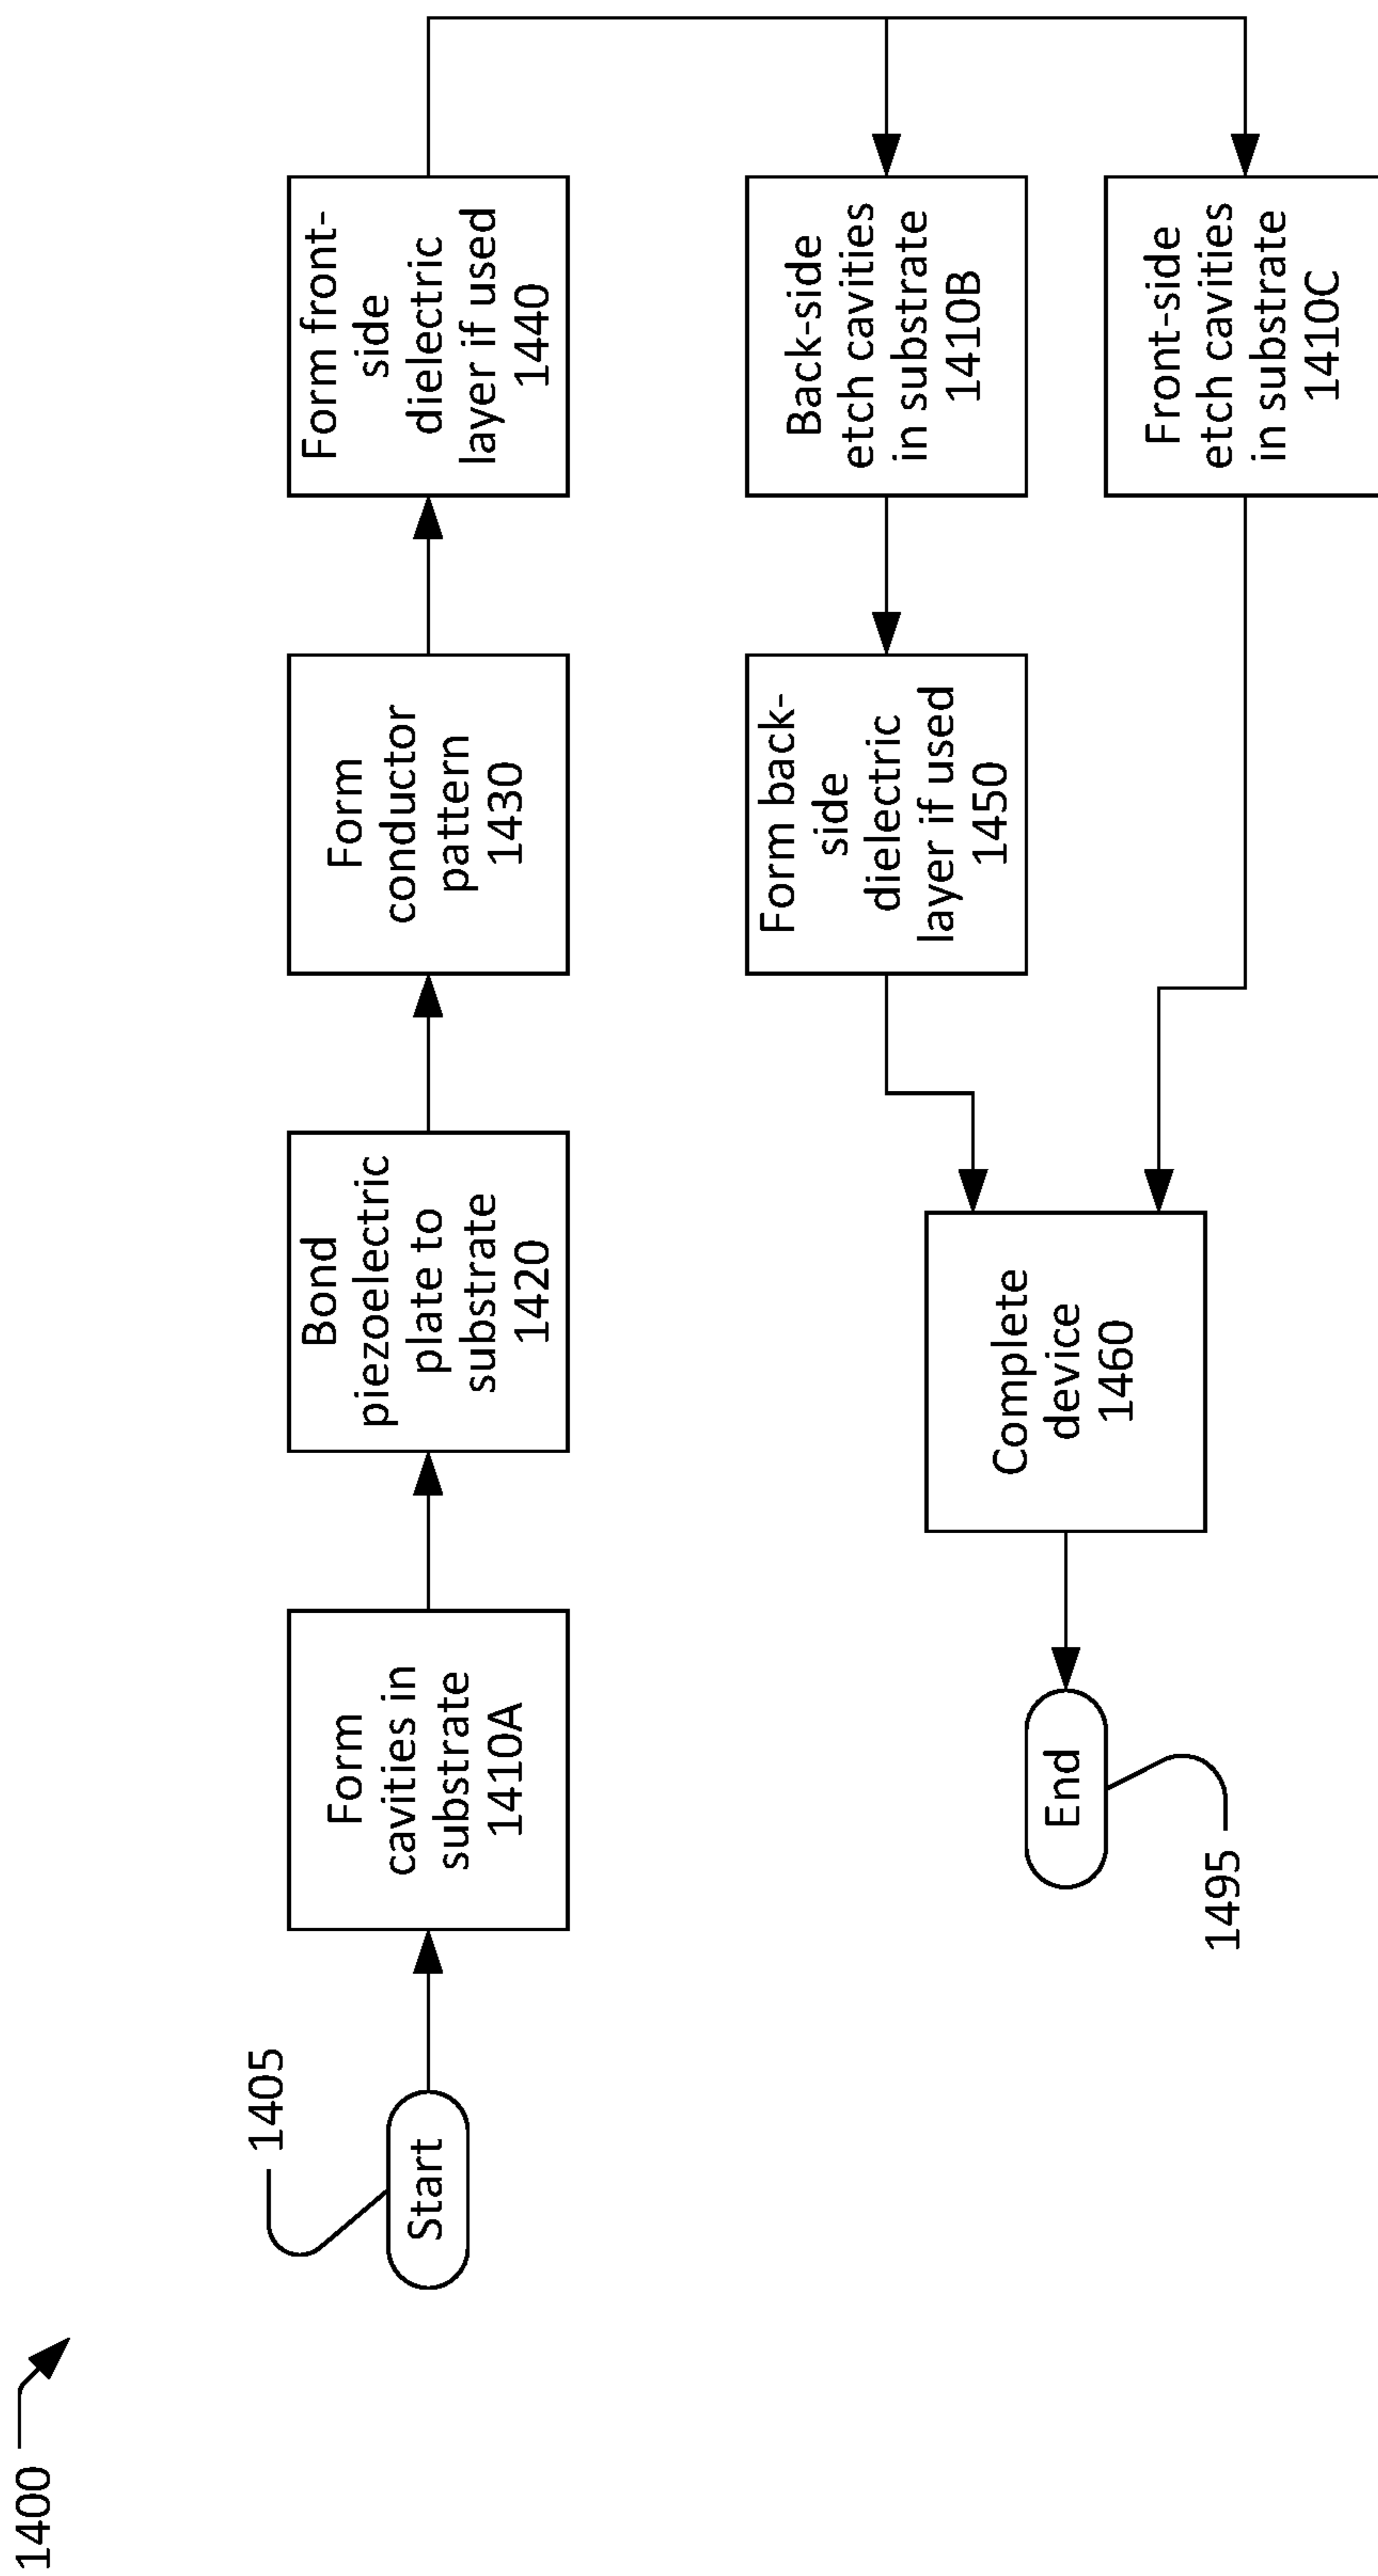 1400
1405
Start
Form
cavities in
substrate
1410A
Bond
piezoelectric
plate to
substrate
1420
Form
conductor
pattern
1430
Form front-
side
dielectric
layer if used
1440
Back-side
etch cavities
in substrate
1410B
Form back-
side
dielectric
layer if used
1450
Front-side
etch cavities
in substrate
1410C
Complete
device
1460
End
1495